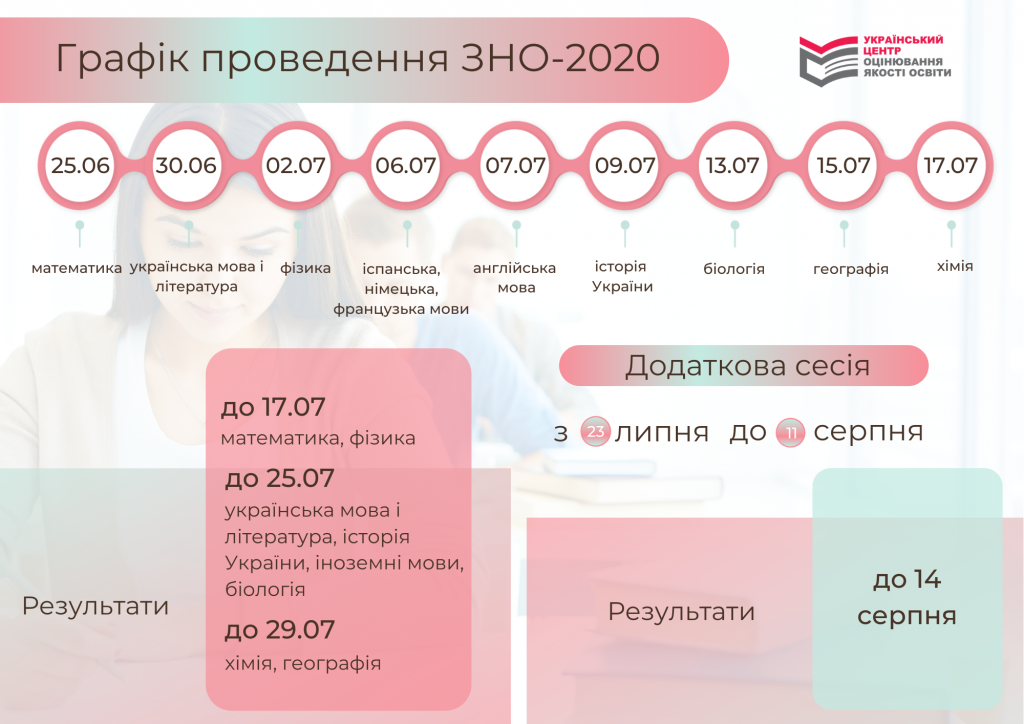 Графік проведення ЗНО-2020
УКРАЇНСЬКИЙ
ЦЕНТР
ОЦІНЮВАННЯ
ЯКОСТІ ОСВІТИ
25.06
30.06
02.07
06.07
07.07
09.07
13.07
15.07
17.07
математика
українська мова і
література
фізика
іспанська,
німецька,
французька мови
англійська
мова
історія
України
біологія
географія
хімія
до 17.07
математика, фізика
до 25.07
українська мова і
література, історія
України, іноземні мови,
біологія
до 29.07
хімія, географія
Результати
Додаткова сесія
з 23 липня до 11 серпня
Результати
до 14
серпня